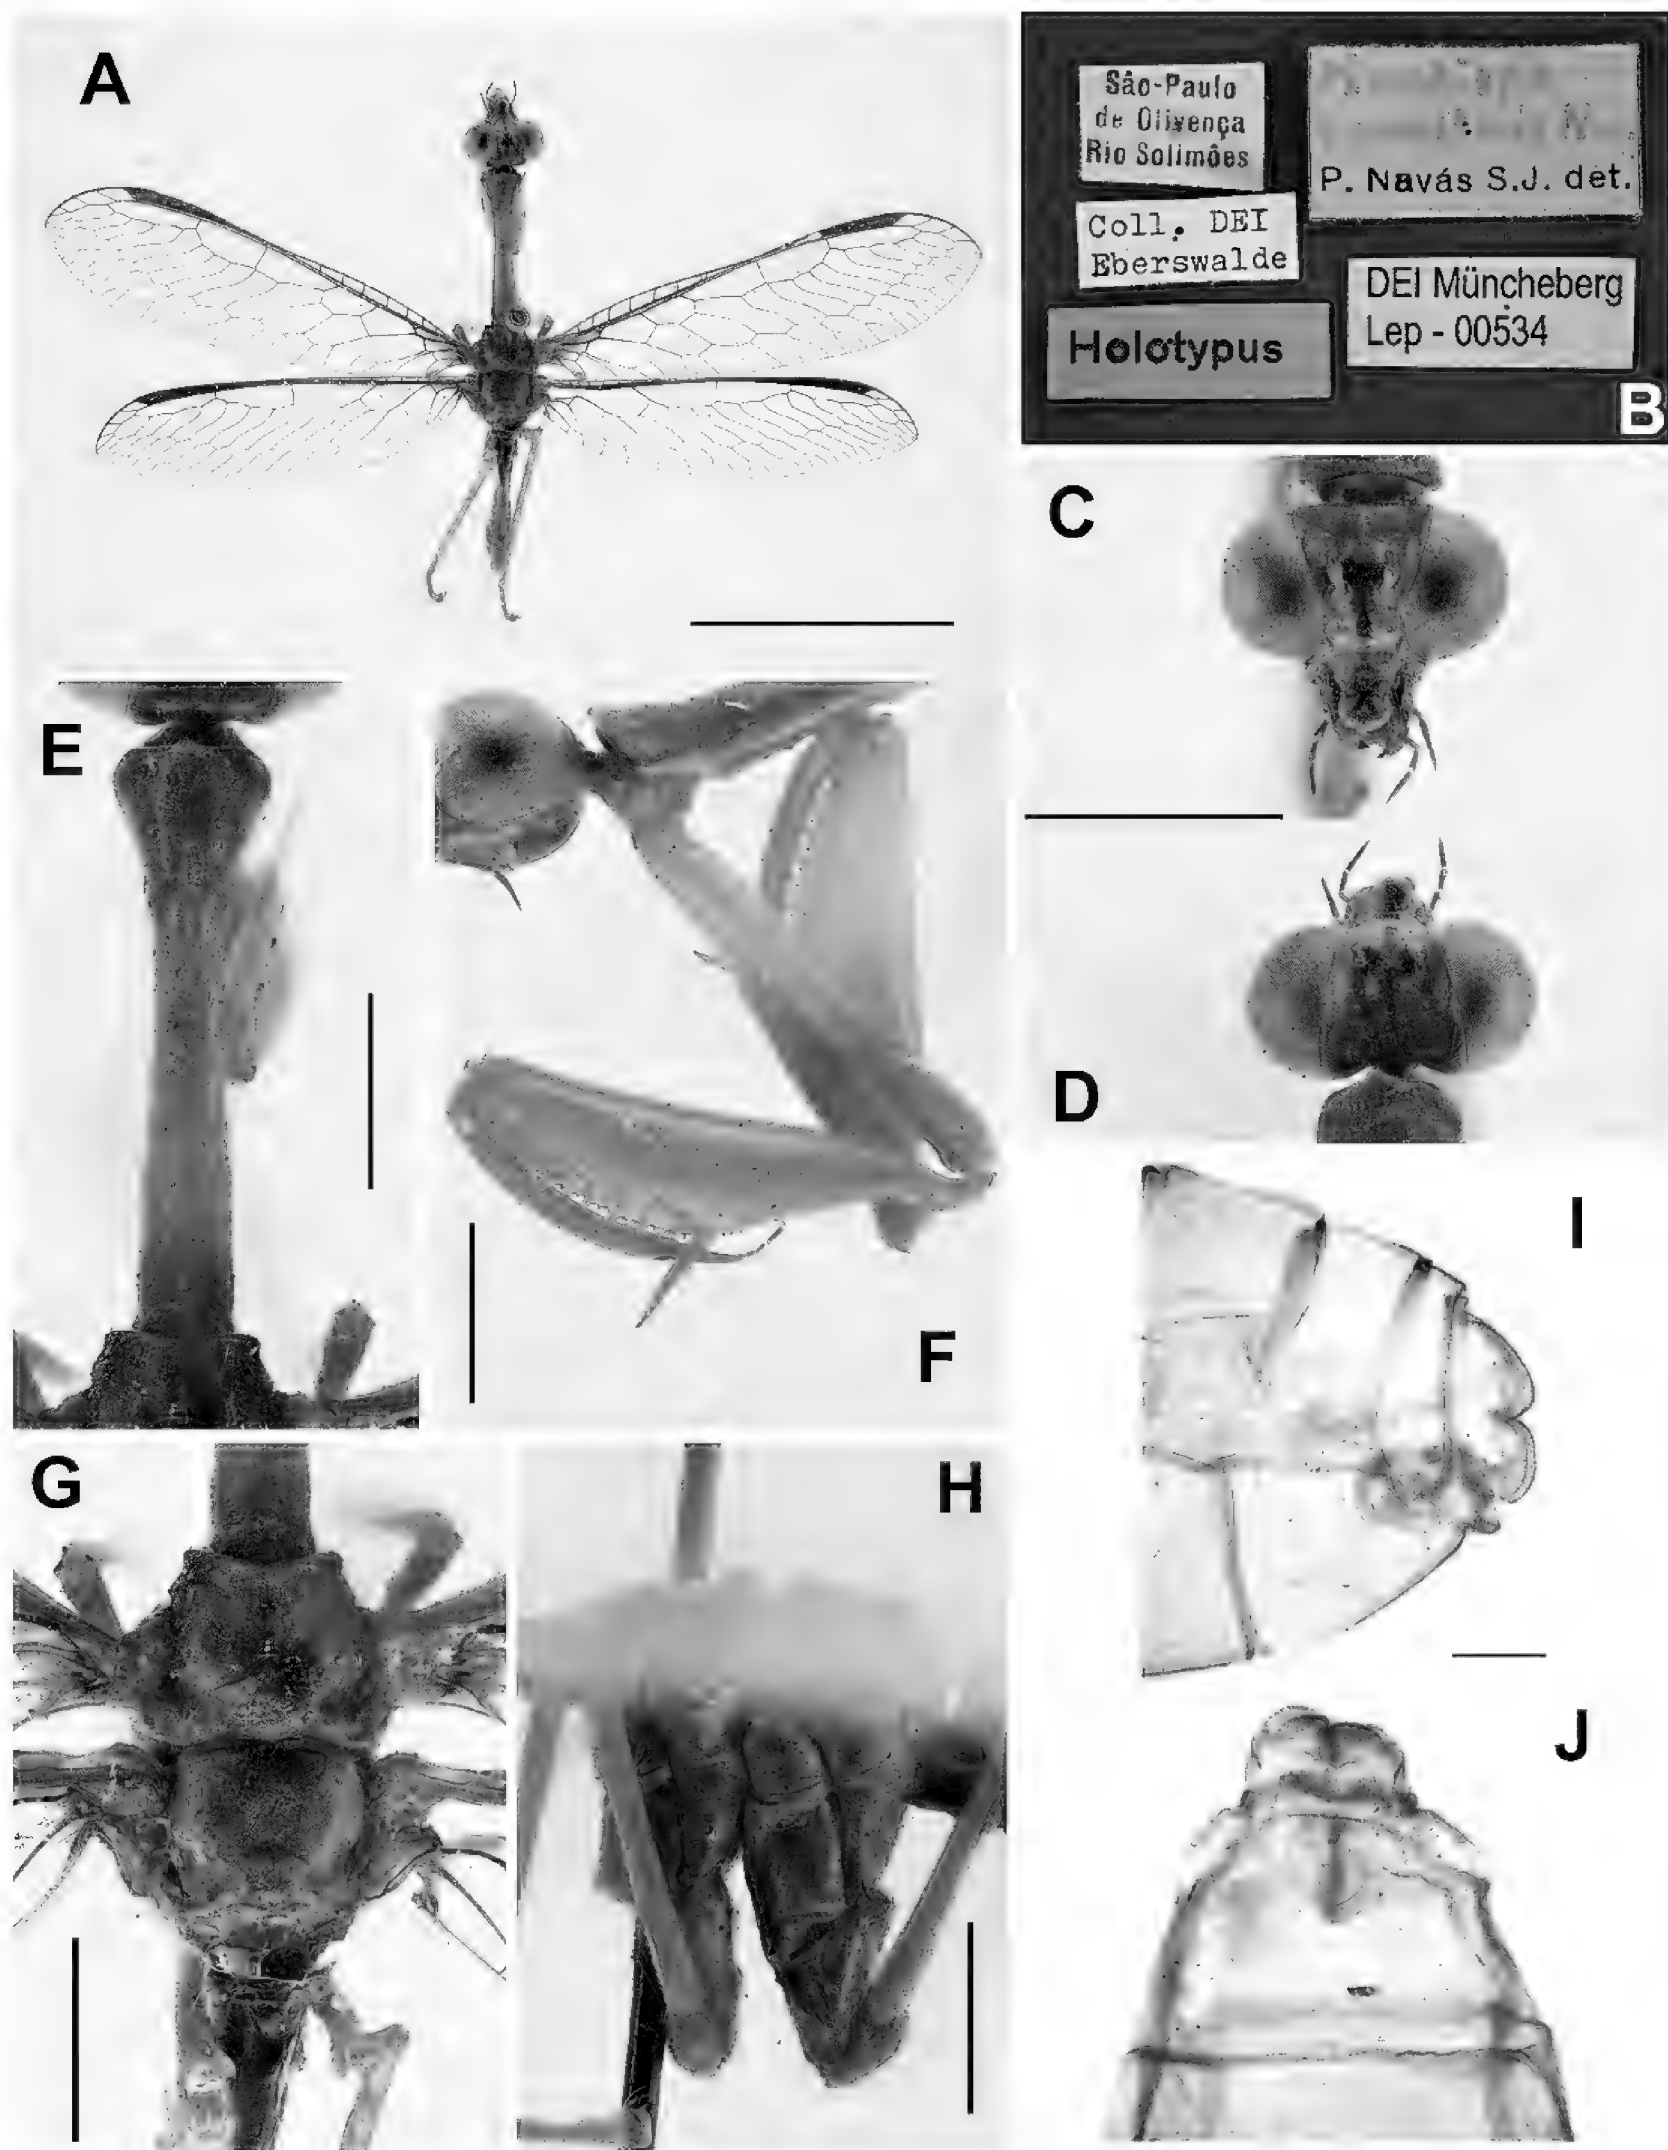 A
São-Paulo
de Olivença
Rio Solimões
P. Navás S.J. det.
Coll. DEI
Eberswalde
DEI Müncheberg
Lep - 00534
Holotypus
B
C
D
E
F
G
H
I
J